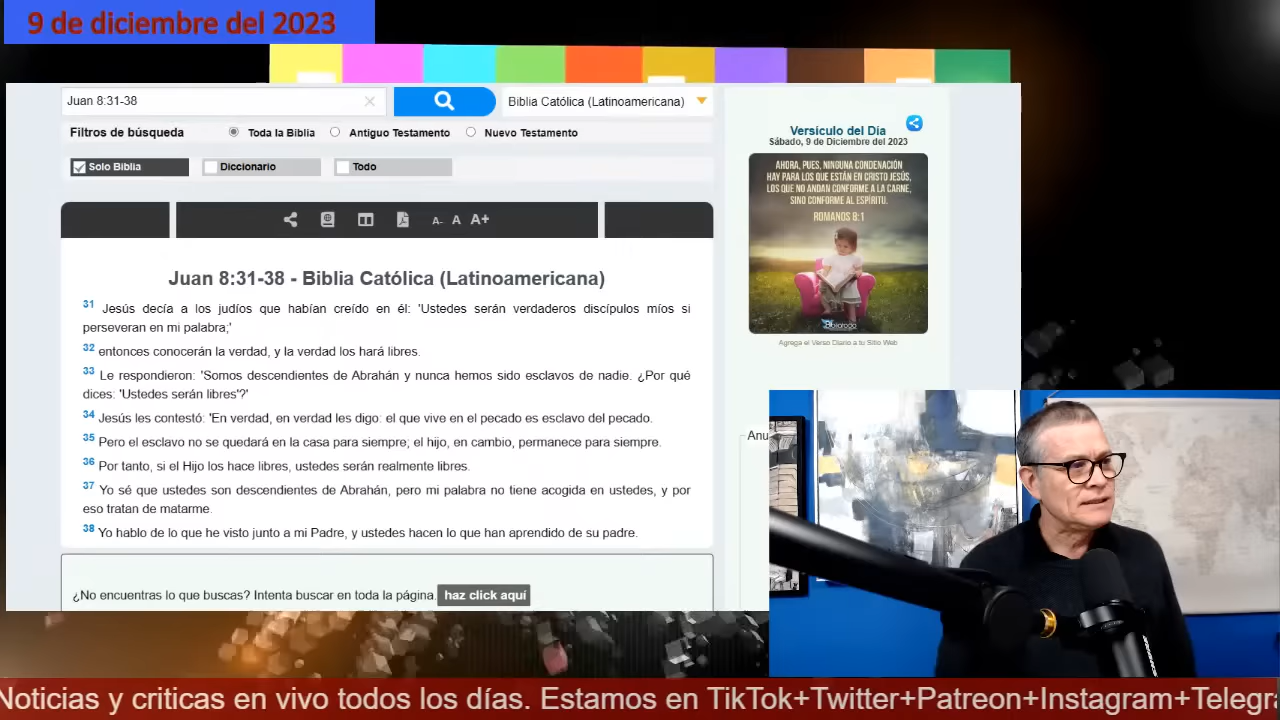 9 de diciembre del 2023
Juan 8:31-38
Biblia Católica (Latinoamericana)
Filtros de búsqueda
Toda la Biblia
Antiguo Testamento
Nuevo Testamento
Solo Biblia
Diccionario
Todo
A- A A+
Juan 8:31-38 - Biblia Católica (Latinoamericana)
31 Jesús decía a los judíos que habían creído en él: 'Ustedes serán verdaderos discípulos míos si
perseveran en mi palabra;'
32 entonces conocerán la verdad, y la verdad los hará libres.
33 Le respondieron: 'Somos descendientes de Abrahán y nunca hemos sido esclavos de nadie. ¿Por qué
dices: 'Ustedes serán libres'?'
34 Jesús les contestó: 'En verdad, en verdad les digo: el que vive en el pecado es esclavo del pecado.
35 Pero el esclavo no se quedará en la casa para siempre; el hijo, en cambio, permanece para siempre.
36 Por tanto, si el Hijo los hace libres, ustedes serán realmente libres.
37 Yo sé que ustedes son descendientes de Abrahán, pero mi palabra no tiene acogida en ustedes, y por
eso tratan de matarme.
38 Yo hablo de lo que he visto junto a mi Padre, y ustedes hacen lo que han aprendido de su padre.
¿No encuentras lo que buscas? Intenta buscar en toda la página. haz click aquí
Versículo del Día
Sábado, 9 de Diciembre del 2023
AHORA, PUES, NINGUNA CONDENACIÓN
HAY PARA LOS QUE ESTÁN EN CRISTO JESÚS,
LOS QUE NO ANDAN CONFORME A LA CARNE,
SINO CONFORME AL ESPÍRITU.
ROMANOS 8:1
Bibliatodo
Agrega el Verso Diario a tu Sitio Web
Anu
Noticias y criticas en vivo todos los días. Estamos en TikTok+Twitter+Patreon+Instagram+Telegra